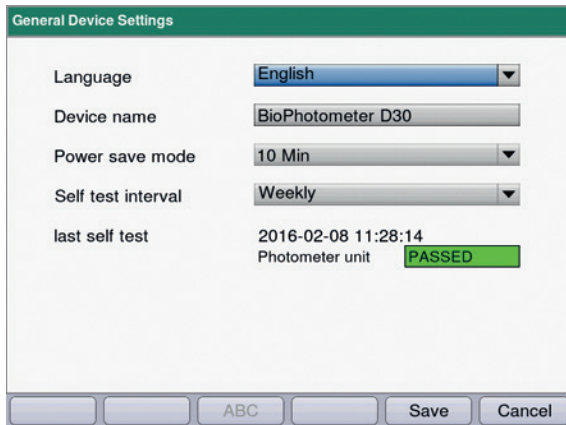 General Device Settings
Language English
Device name BioPhotometer D30
Power save mode 10 Min
Self test interval Weekly
last self test 2016-02-08 11:28:14
Photometer unit PASSED
ABC Save Cancel